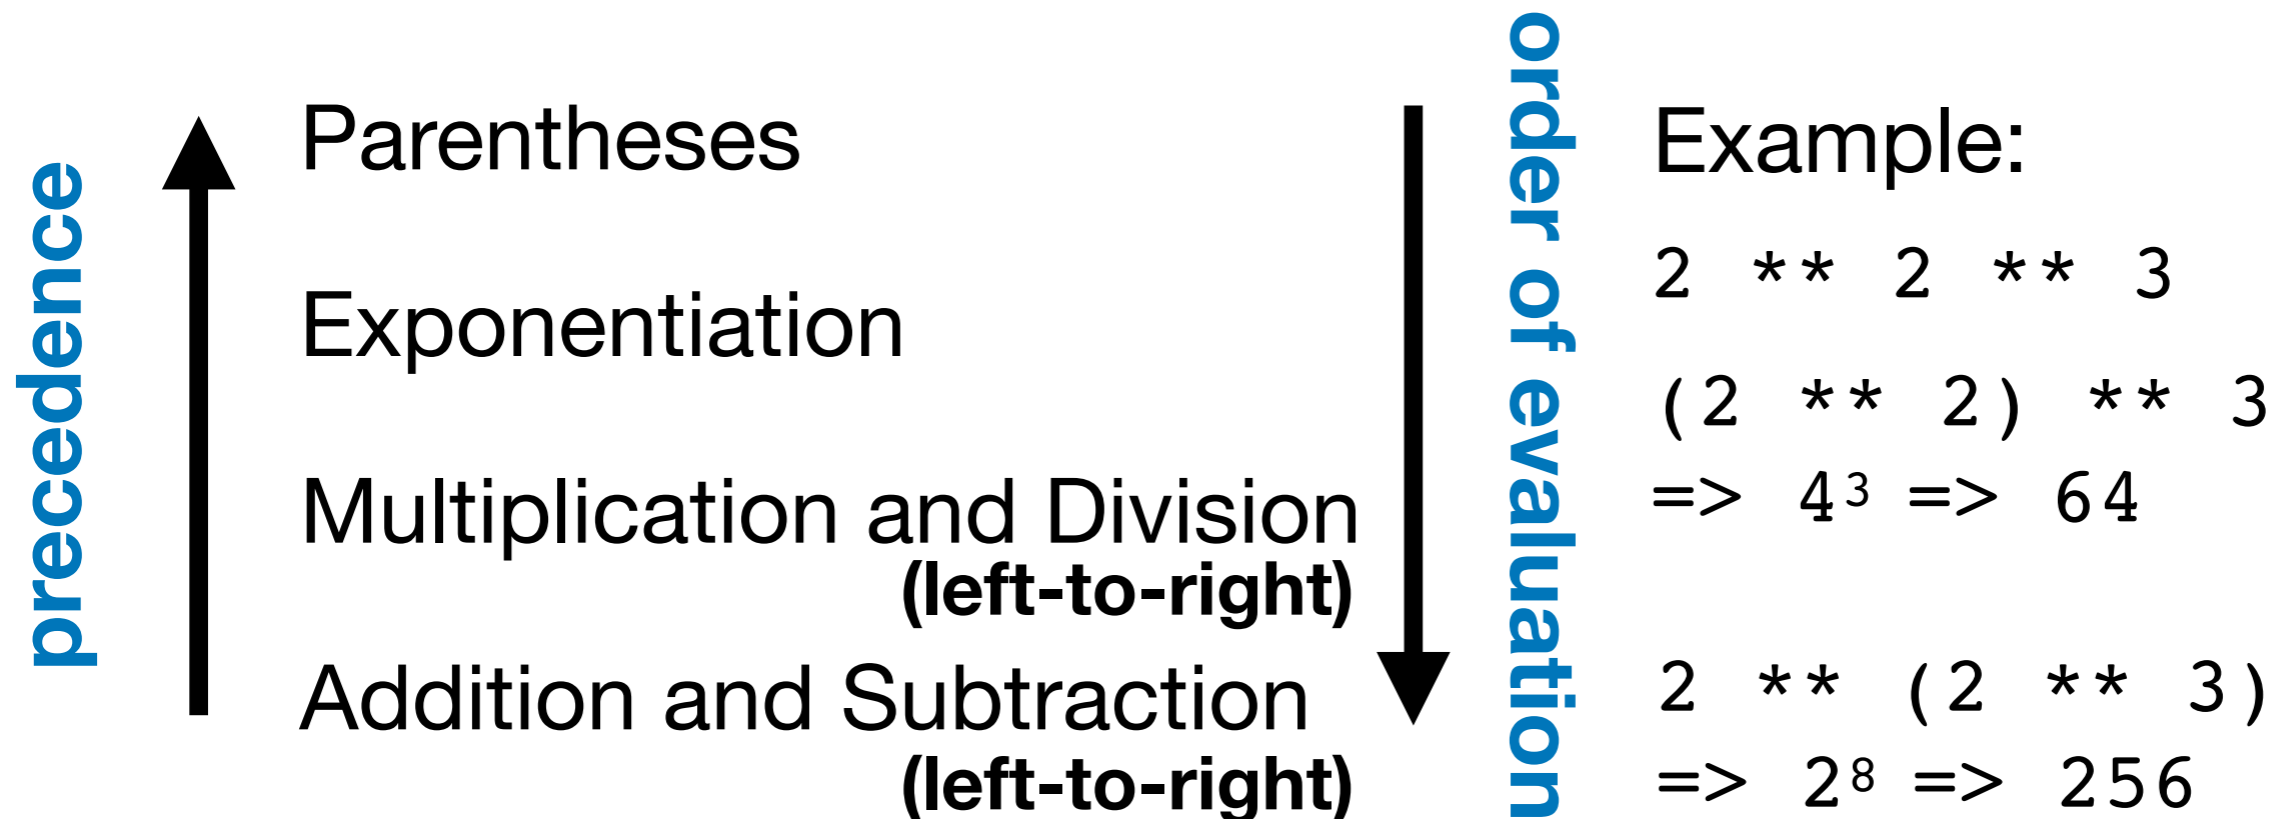 precedence
Parentheses
Exponentiation
Multiplication and Division
(left-to-right)
Addition and Subtraction
(left-to-right)
order of evaluation
Example:
2 ** 2 ** 3
(2 ** 2) ** 3
=> 4³ => 64
2 ** (2 ** 3)
=> 2⁸ => 256